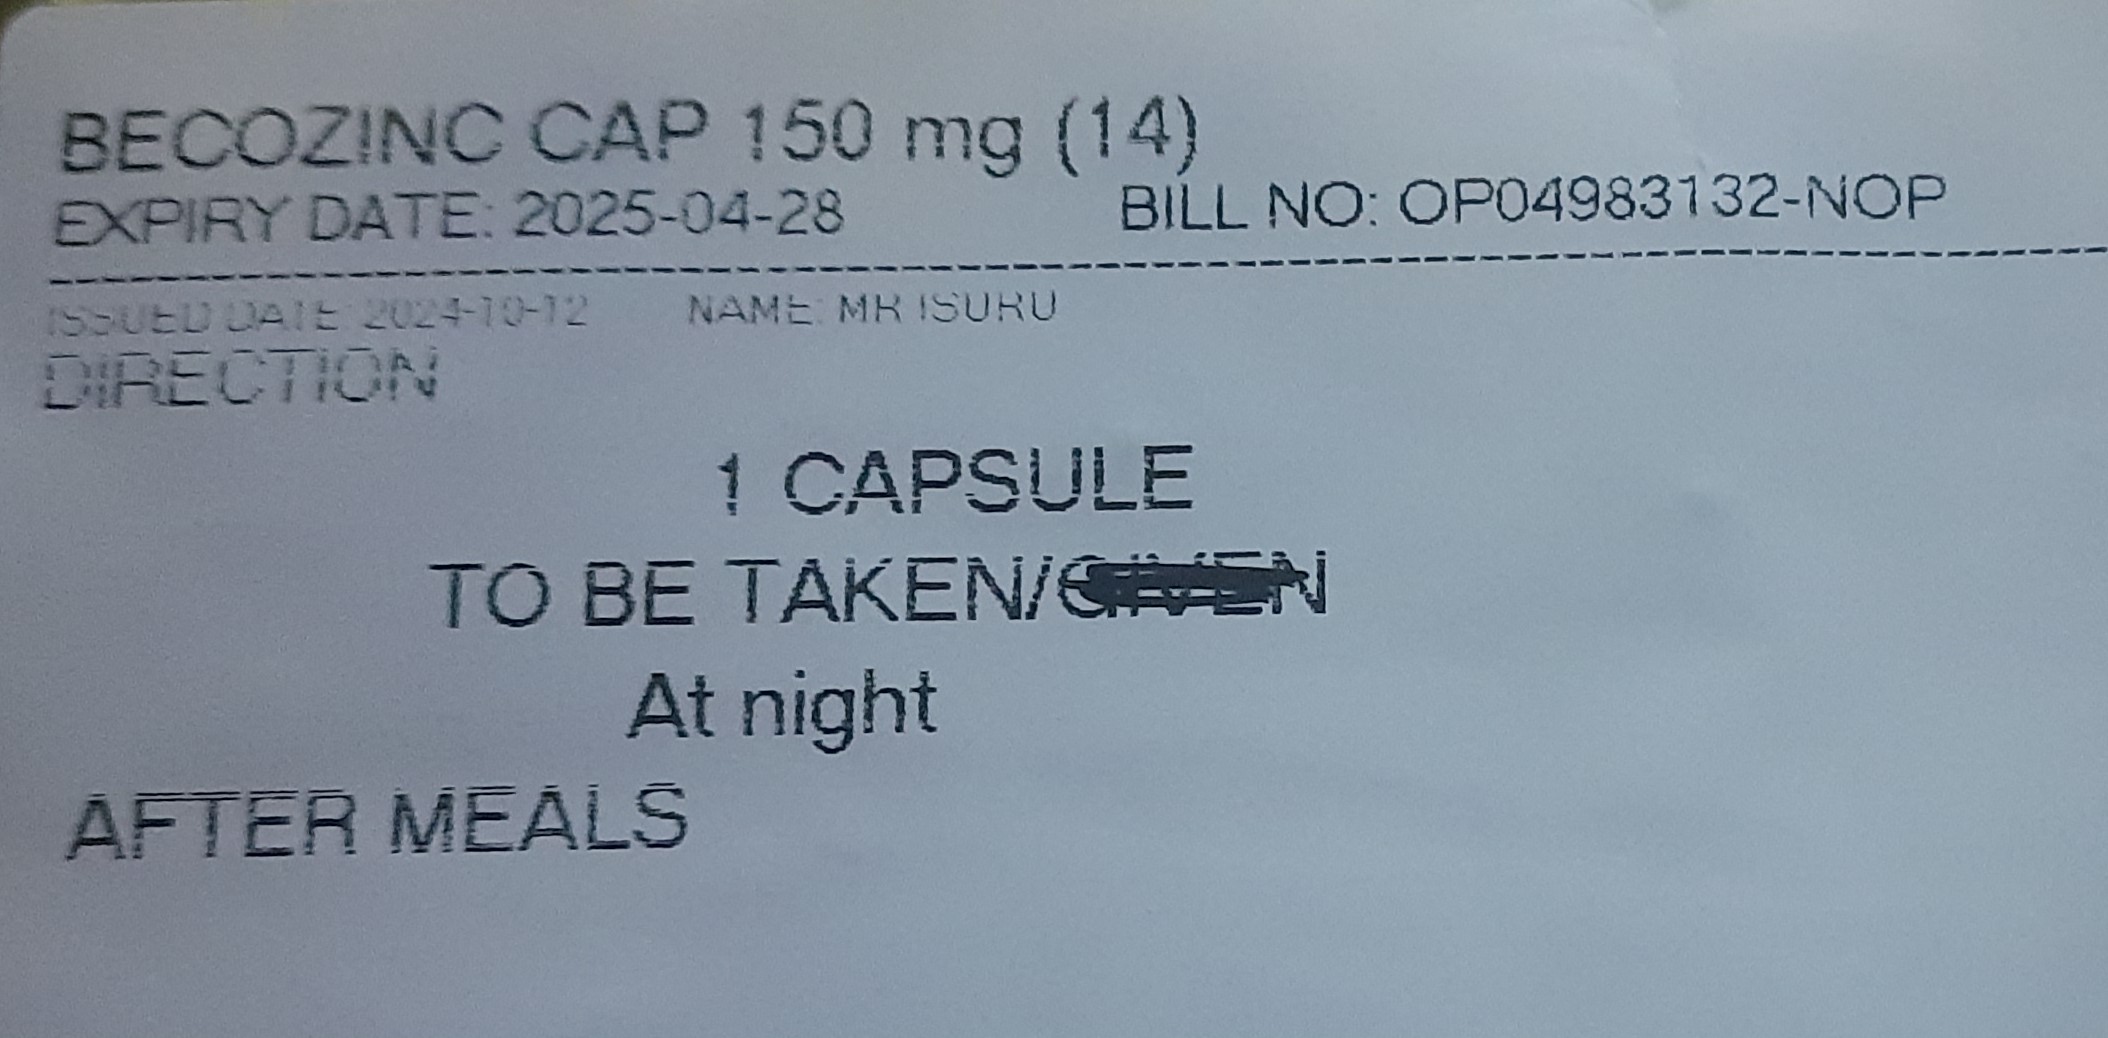 BECOZINC CAP 150 mg (14)
EXPIRY DATE: 2025-04-28 BILL NO: OP04983132-NOP
ISSUED DATE: 2024-10-12 NAME: MR ISURU
DIRECTION
1 CAPSULE
TO BE TAKEN/GIVEN
At night
AFTER MEALS